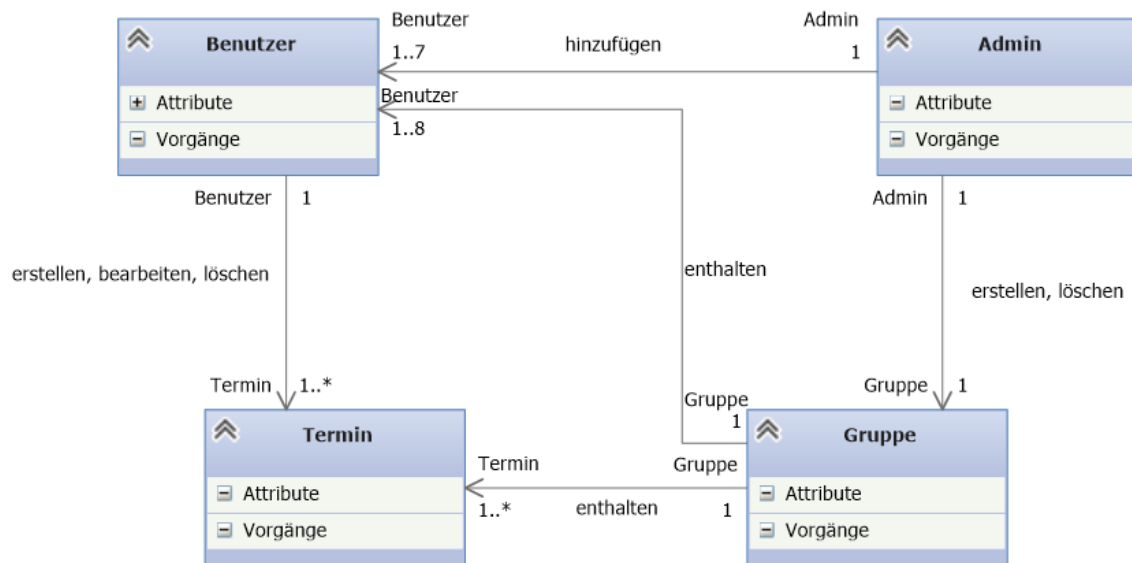 Benutzer
Admin
Benutzer
hinzufügen
Admin
1..7
1
Attribute
Vorgänge
Benutzer
1..8
Attribute
Vorgänge
Benutzer
1
Admin
1
erstellen, bearbeiten, löschen
enthalten
erstellen, löschen
Termin
1..*
Gruppe
1
Gruppe
1
Termin
Gruppe
Termin
Gruppe
1..*
enthalten
1
Attribute
Vorgänge
Attribute
Vorgänge